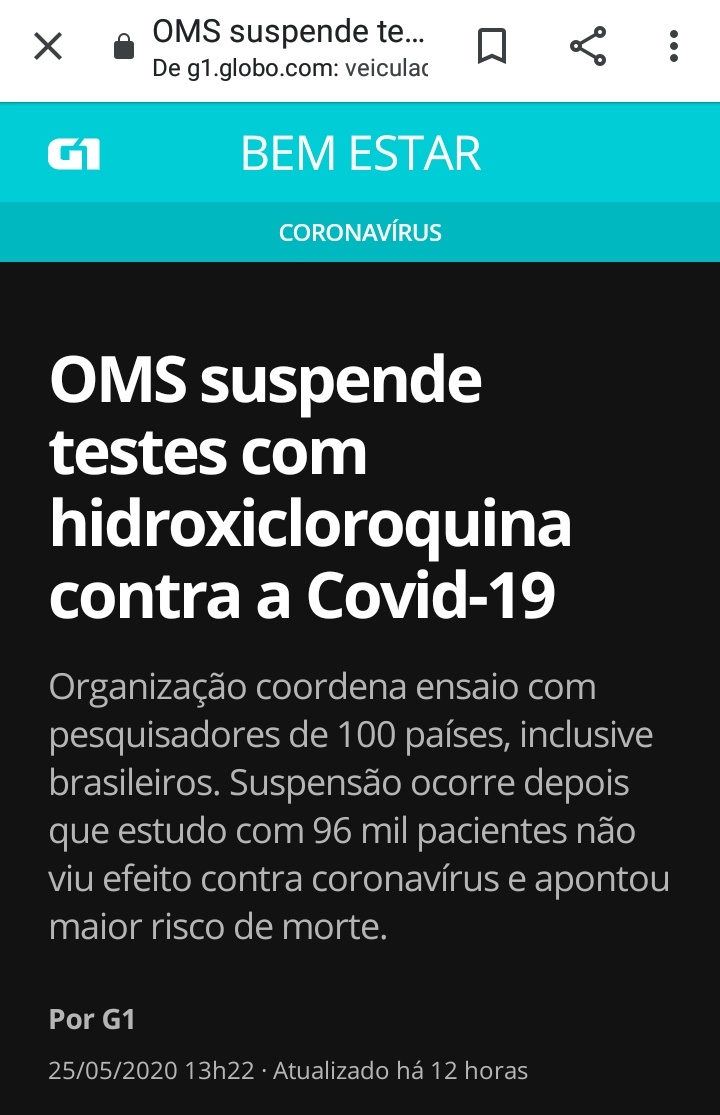 OMS suspende te...
De g1.globo.com: veiculac
G1
BEM ESTAR
CORONAVÍRUS
OMS suspende
testes com
hidroxicloroquina
contra a Covid-19
Organização coordena ensaio com
pesquisadores de 100 países, inclusive
brasileiros. Suspensão ocorre depois
que estudo com 96 mil pacientes não
viu efeito contra coronavírus e apontou
maior risco de morte.
Por G1
25/05/2020 13h22 · Atualizado há 12 horas